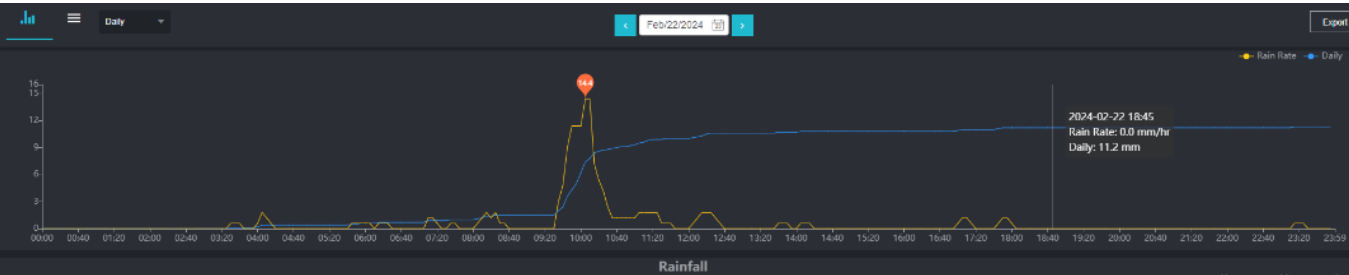 Daily
Feb/22/2024
Export
Rain Rate
Daily
16
15
12
9
6
3
0
14.4
2024-02-22 18:45
Rain Rate: 0.0 mm/hr
Daily: 11.2 mm
00:00 00:40 01:20 02:00 02:40 03:20 04:00 04:40 05:20 06:00 06:40 07:20 08:00 08:40 09:20 10:00 10:40 11:20 12:00 12:40 13:20 14:00 14:40 15:20 16:00 16:40 17:20 18:00 18:40 19:20 20:00 20:40 21:20 22:00 22:40 23:20 23:59
Rainfall